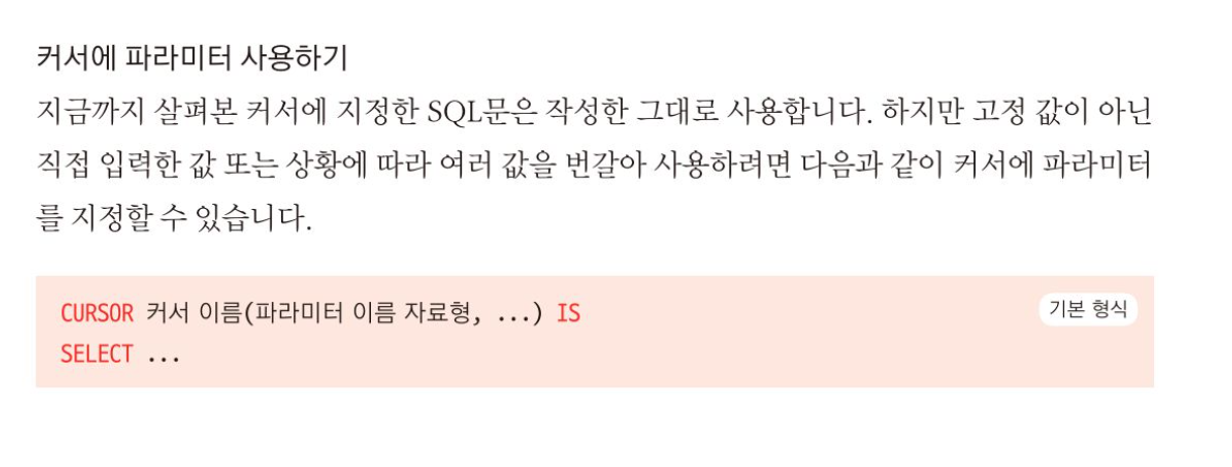 커서에 파라미터 사용하기
지금까지 살펴본 커서에 지정한 SQL문은 작성한 그대로 사용합니다. 하지만 고정 값이 아닌
직접 입력한 값 또는 상황에 따라 여러 값을 번갈아 사용하려면 다음과 같이 커서에 파라미터
를 지정할 수 있습니다.
CURSOR 커서 이름(파라미터 이름 자료형, ...) IS
기본 형식
SELECT ...